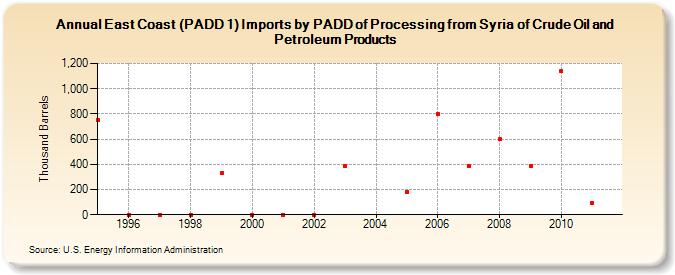 Annual East Coast (PADD 1) Imports by PADD of Processing from Syria of Crude Oil and
Petroleum Products
Thousand Barrels
1,200
1,000
800
600
400
200
0
1996 1998 2000 2002 2004 2006 2008 2010
Source: U.S. Energy Information Administration